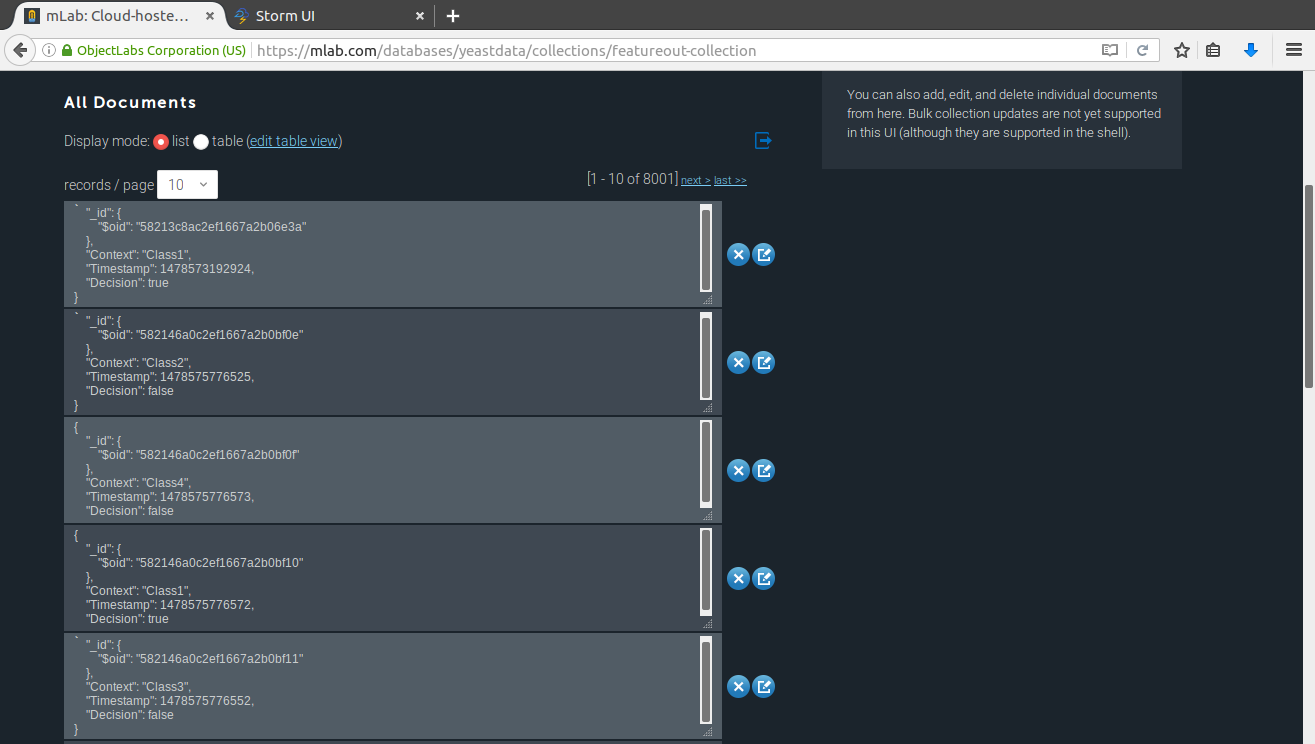 mLab: Cloud-hoste... × Storm UI × +
ObjectLabs Corporation (US) https://mlab.com/databases/yeastdata/collections/featureout-collection
All Documents
Display mode: list table (edit table view)
records / page 10
[1 - 10 of 8001] next > last >>
"_id": {
"$oid": "58213c8ac2ef1667a2b06e3a"
},
"Context": "Class1",
"Timestamp": 1478573192924,
"Decision": true
}
"_id": {
"$oid": "582146a0c2ef1667a2b0bf0e"
},
"Context": "Class2",
"Timestamp": 1478575776525,
"Decision": false
}
{
"_id": {
"$oid": "582146a0c2ef1667a2b0bf0f"
},
"Context": "Class4",
"Timestamp": 1478575776573,
"Decision": false
{
"_id": {
"$oid": "582146a0c2ef1667a2b0bf10"
},
"Context": "Class1",
"Timestamp": 1478575776572,
"Decision": true
"_id": {
"$oid": "582146a0c2ef1667a2b0bf11"
},
"Context": "Class3",
"Timestamp": 1478575776552,
"Decision": false
}
You can also add, edit, and delete individual documents
from here. Bulk collection updates are not yet supported
in this UI (although they are supported in the shell).